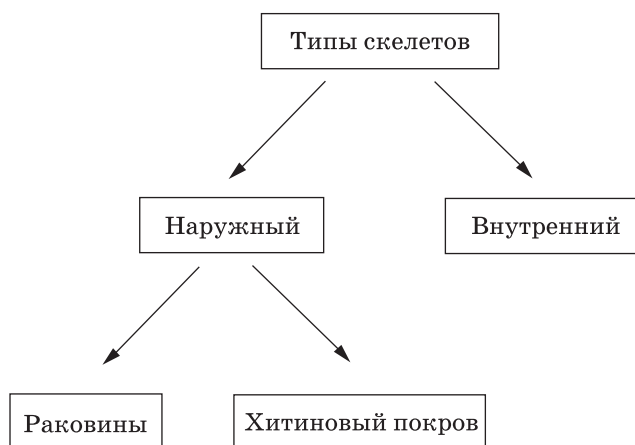 Типы скелетов
Наружный
Внутренний
Раковины
Хитиновый покров